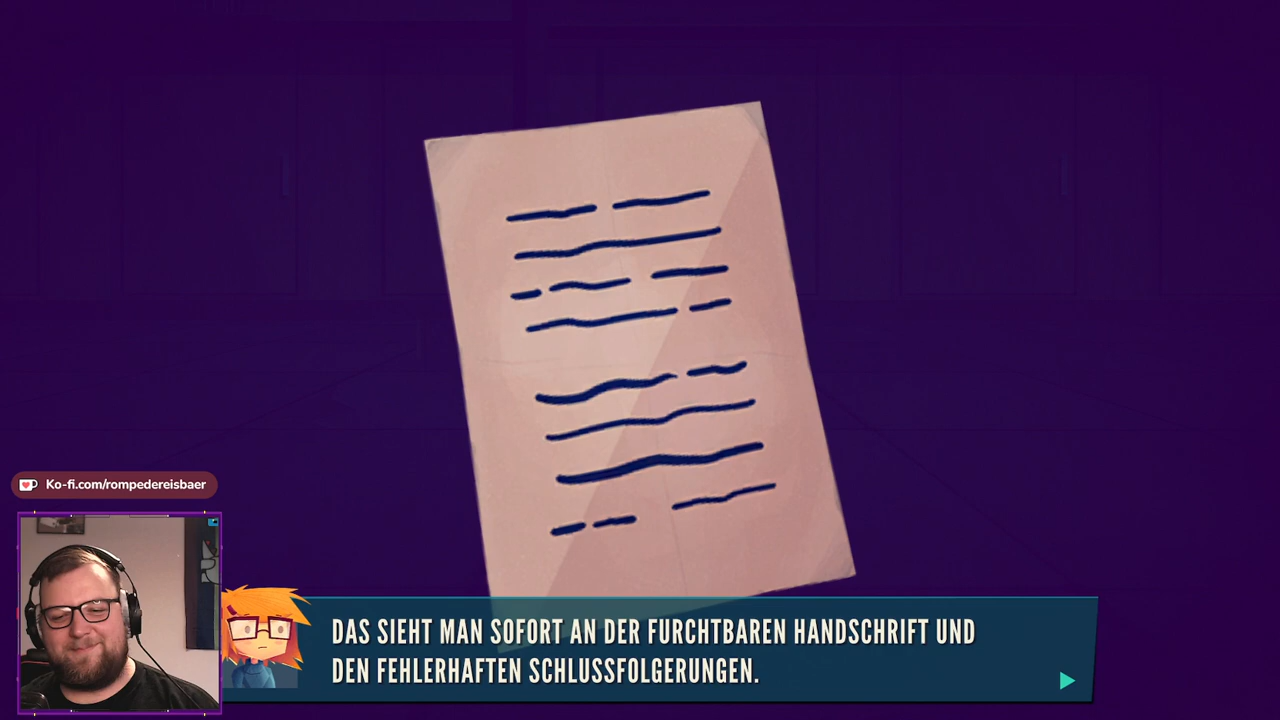 Ko-fi.com/rompedereisbaer
DAS SIEHT MAN SOFORT AN DER FURCHTBAREN HANDSCHRIFT UND
DEN FEHLERHAFTEN SCHLUSSFOLGERUNGEN.